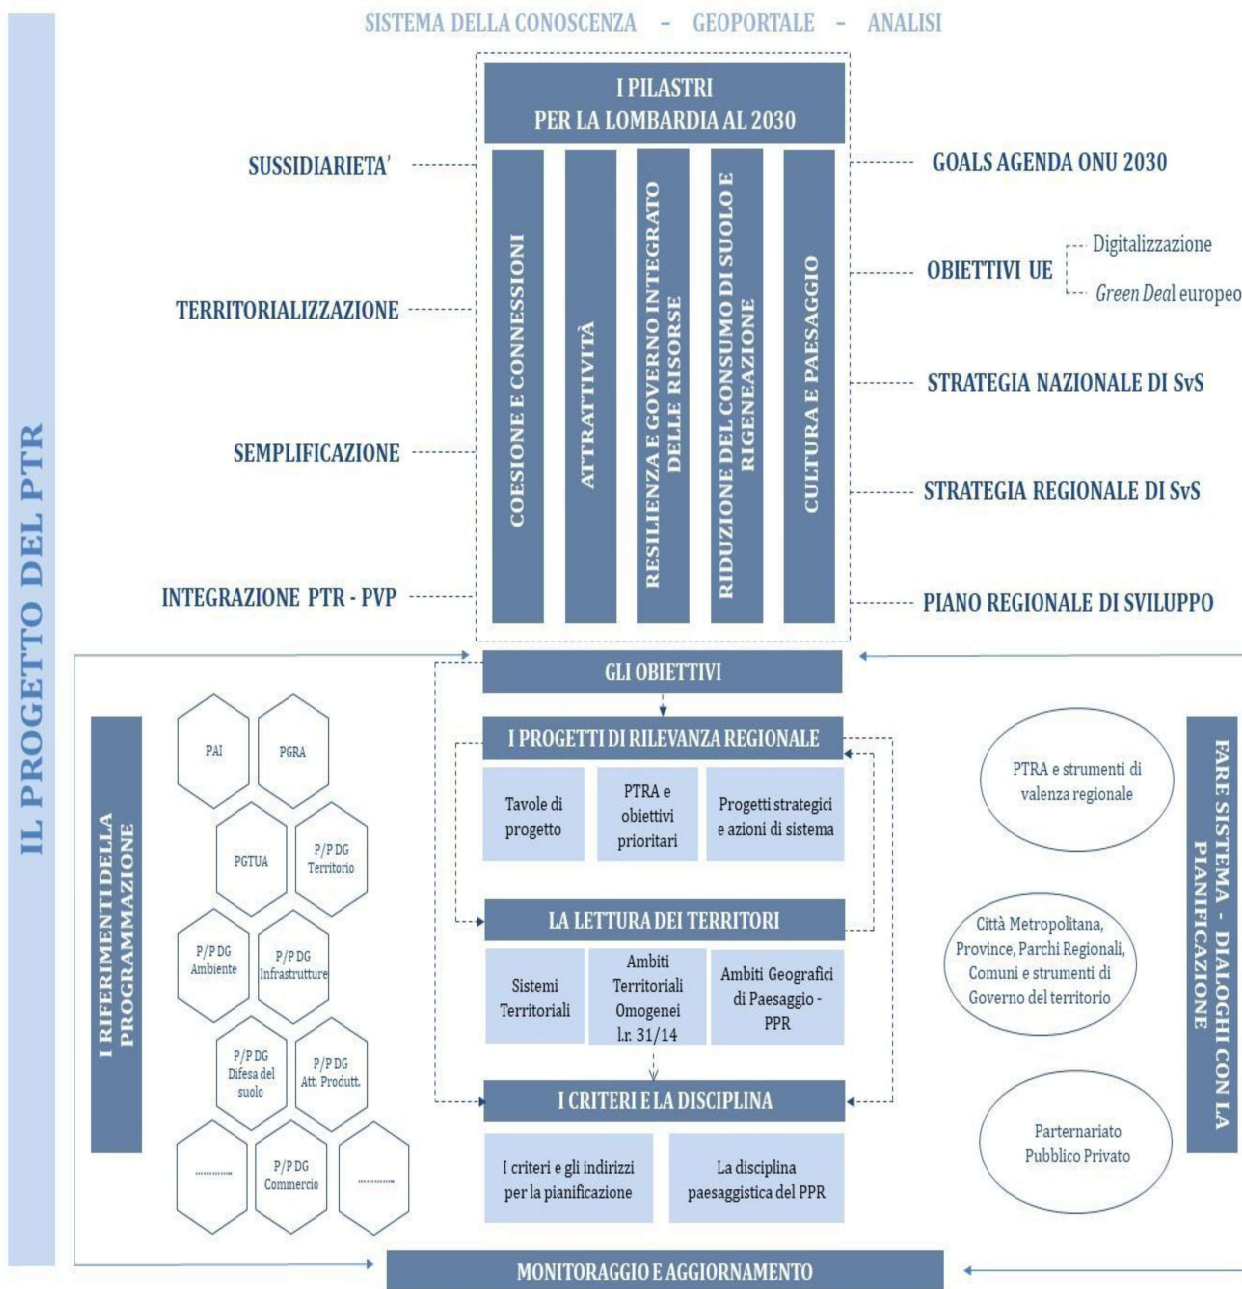 IL PROGETTO DEL PTR
SISTEMA DELLA CONOSCENZA – GEOPORTALE – ANALISI
I PILASTRI
PER LA LOMBARDIA AL 2030
SUSSIDIARIETA'
TERRITORIALIZZAZIONE
SEMPLIFICAZIONE
INTEGRAZIONE PTR - PVP
COESIONE E CONNESSIONI
ATTRATTIVITÀ
RESILIENZA E GOVERNO INTEGRATO
DELLE RISORSE
RIDUZIONE DEL CONSUMO DI SUOLO E
RIGENEAZIONE
CULTURA E PAESAGGIO
GOALS AGENDA ONU 2030
OBIETTIVI UE
Digitalizzazione
Green Deal europeo
STRATEGIA NAZIONALE DI SvS
STRATEGIA REGIONALE DI SvS
PIANO REGIONALE DI SVILUPPO
GLI OBIETTIVI
I PROGETTI DI RILEVANZA REGIONALE
Tavole di
progetto
PTRA e
obiettivi
prioritari
Progetti strategici
e azioni di sistema
LA LETTURA DEI TERRITORI
Sistemi
Territoriali
Ambiti
Territoriali
Omogenei
l.r. 31/14
Ambiti Geografici
di Paesaggio -
PPR
I CRITERI E LA DISCIPLINA
I criteri e gli indirizzi
per la pianificazione
La disciplina
paesaggistica del PPR
I RIFERIMENTI DELLA
PROGRAMMAZIONE
PAI
PGRA
PGTUA
P/P DG
Territorio
P/P DG
Ambiente
P/P DG
Infrastrutture
P/P DG
Difesa del
suolo
P/P DG
Att. Produtt.
..............
P/P DG
Commercio
..............
PTRA e strumenti di
valenza regionale
Città Metropolitana,
Province, Parchi Regionali,
Comuni e strumenti di
Governo del territorio
Parternariato
Pubblico Privato
FARE SISTEMA - DIALOGHI CON LA
PIANIFICAZIONE
MONITORAGGIO E AGGIORNAMENTO